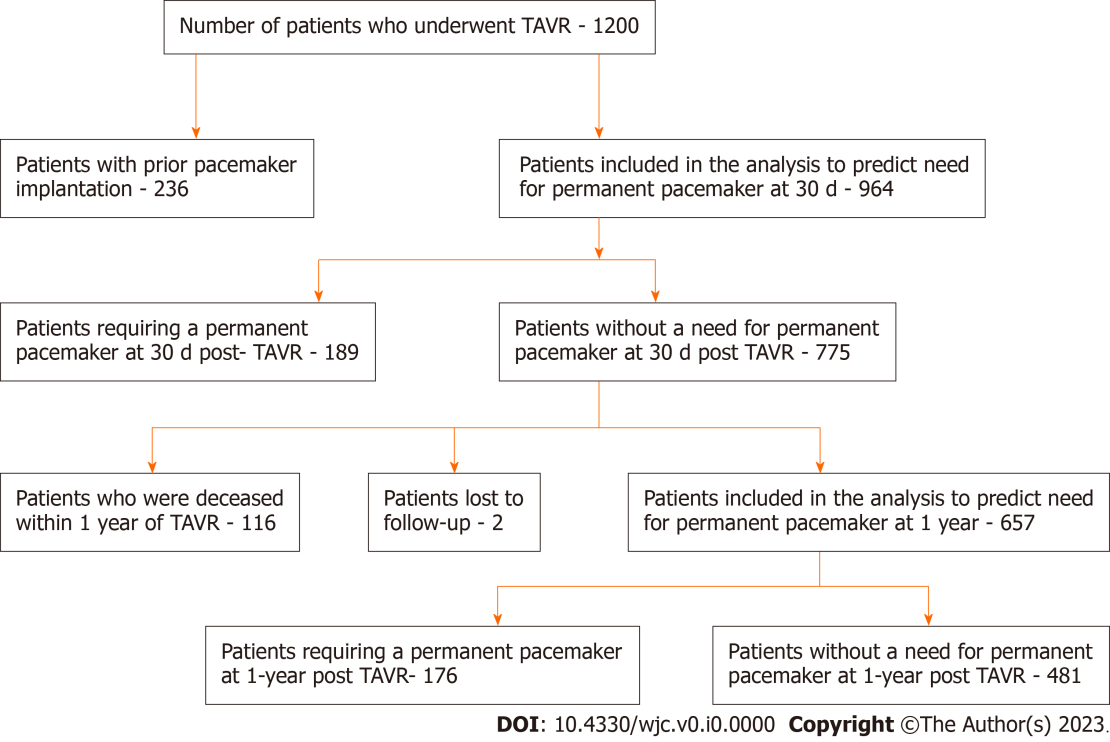 Number of patients who underwent TAVR - 1200
Patients with prior pacemaker
implantation - 236
Patients included in the analysis to predict need
for permanent pacemaker at 30 d - 964
Patients requiring a permanent
pacemaker at 30 d post- TAVR - 189
Patients without a need for permanent
pacemaker at 30 d post TAVR - 775
Patients who were deceased
within 1 year of TAVR - 116
Patients lost to
follow-up - 2
Patients included in the analysis to predict need
for permanent pacemaker at 1 year - 657
Patients requiring a permanent pacemaker
at 1-year post TAVR- 176
Patients without a need for permanent
pacemaker at 1-year post TAVR - 481
DOI: 10.4330/wjc.v0.i0.0000 Copyright ©The Author(s) 2023.